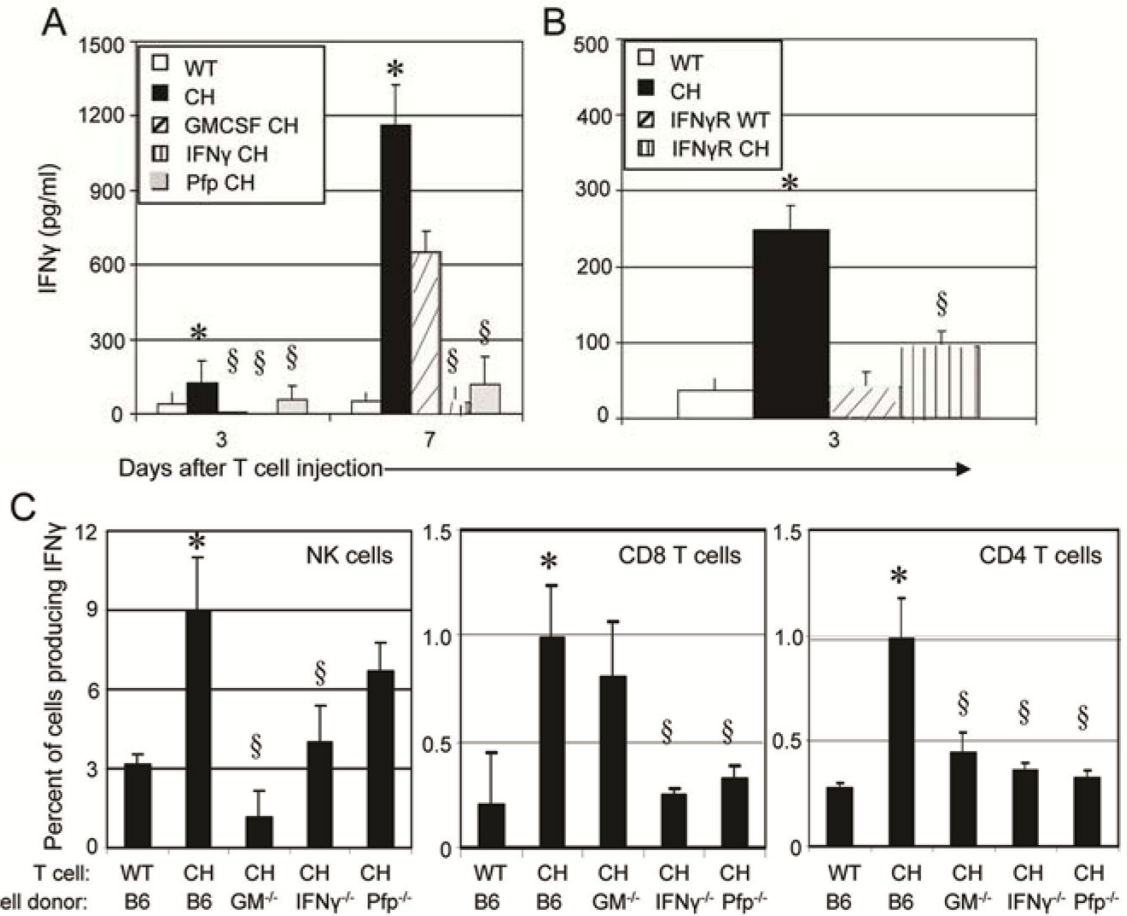 A
1500
1200
900
600
300
0
IFNγ (pg/ml)
WT
CH
GMCSF CH
IFNγ CH
Pfp CH
*
§ § §
*
§ §
3 7
B
500
400
300
200
100
0
WT
CH
IFNγR WT
IFNγR CH
*
§
3
Days after T cell injection
C
Percent of cells producing IFNγ
12
9
6
3
0
NK cells
*
§
§
1.5
1.0
0.5
0
CD8 T cells
*
§ §
1.5
1.0
0.5
0
CD4 T cells
*
§ § §
T cell: WT CH CH CH CH WT CH CH CH CH WT CH CH CH CH
ell donor: B6 B6 GM-/- IFNγ-/- Pfp-/- B6 B6 GM-/- IFNγ-/- Pfp-/- B6 B6 GM-/- IFNγ-/- Pfp-/-